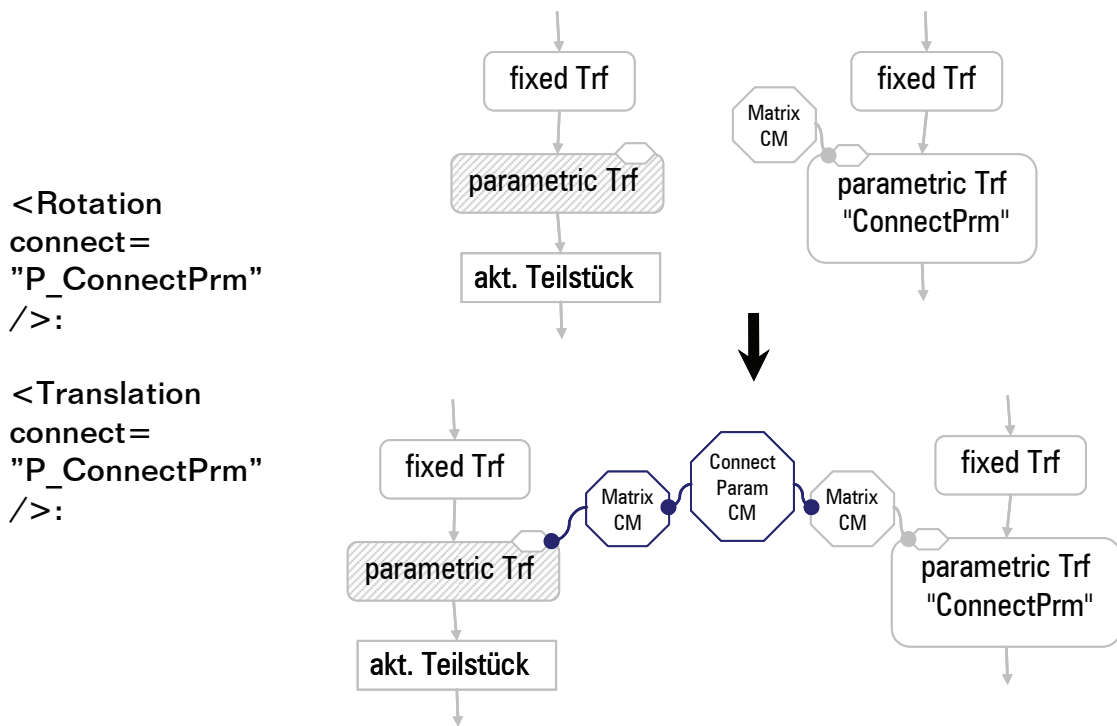 <Rotation
connect=
"P_ConnectPrm"
/>:
<Translation
connect=
"P_ConnectPrm"
/>:
fixed Trf
parametric Trf
akt. Teilstück
Matrix
CM
fixed Trf
parametric Trf
"ConnectPrm"
fixed Trf
parametric Trf
akt. Teilstück
Matrix
CM
Connect
Param
CM
Matrix
CM
fixed Trf
parametric Trf
"ConnectPrm"